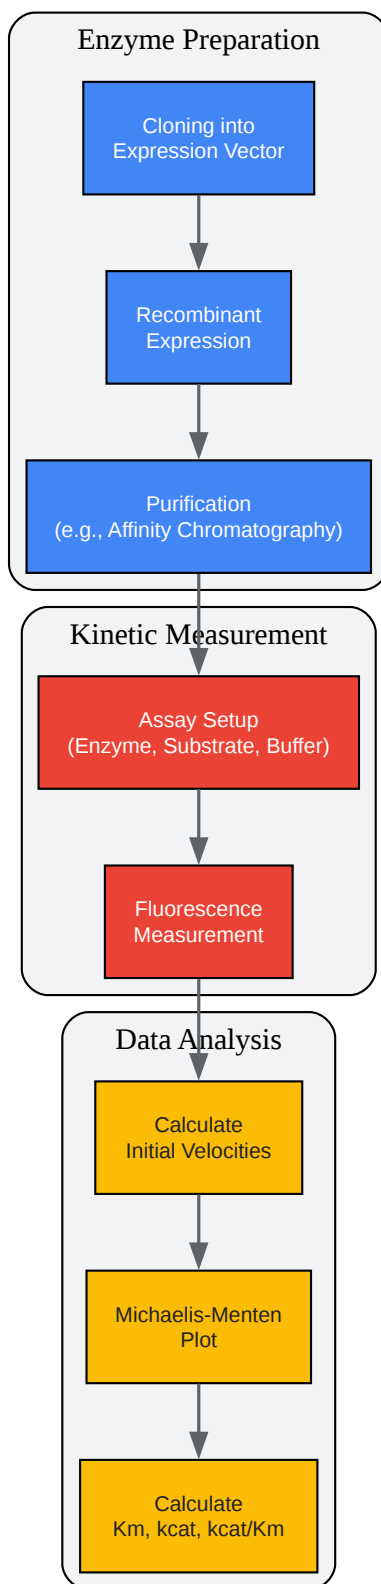 Enzyme Preparation
Cloning into
Expression Vector
Recombinant
Expression
Purification
(e.g., Affinity Chromatography)
Kinetic Measurement
Assay Setup
(Enzyme, Substrate, Buffer)
Fluorescence
Measurement
Data Analysis
Calculate
Initial Velocities
Michaelis-Menten
Plot
Calculate
Km, kcat, kcat/Km